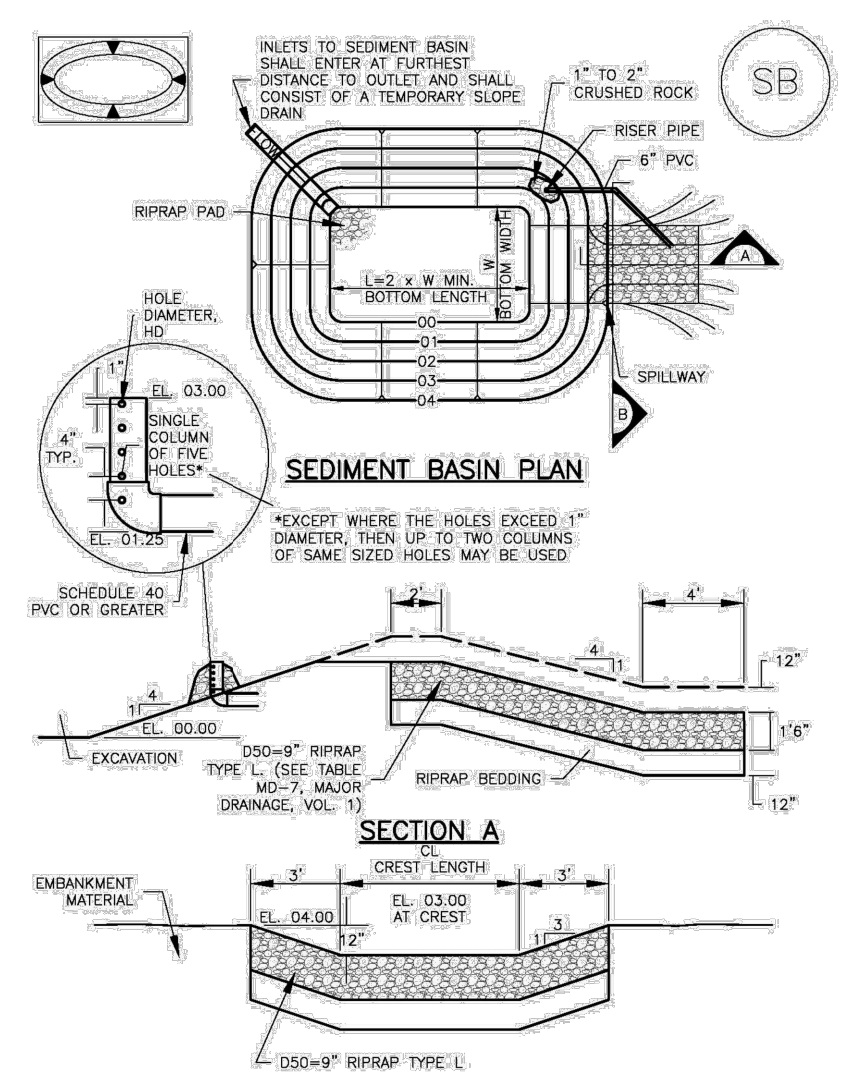 INLETS TO SEDIMENT BASIN
SHALL ENTER AT FURTHEST
DISTANCE TO OUTLET AND SHALL
CONSIST OF A TEMPORARY SLOPE
DRAIN
1" TO 2"
CRUSHED ROCK
SB
RISER PIPE
6" PVC
FLOW
RIPRAP PAD
A
L=2 x W MIN.
BOTTOM LENGTH
W
BOTTOM WIDTH
00
01
02
03
04
SPILLWAY
B
HOLE
DIAMETER,
HD
1"
EL. 03.00
4"
TYP.
SINGLE
COLUMN
OF FIVE
HOLES*
EL. 01.25
SCHEDULE 40
PVC OR GREATER
SEDIMENT BASIN PLAN
*EXCEPT WHERE THE HOLES EXCEED 1"
DIAMETER, THEN UP TO TWO COLUMNS
OF SAME SIZED HOLES MAY BE USED
2'
4'
4
1
12"
4
1
EL. 00.00
EXCAVATION
1'6"
D50=9" RIPRAP
TYPE L. (SEE TABLE
MD-7, MAJOR
DRAINAGE, VOL. 1)
RIPRAP BEDDING
12"
SECTION A
CL
CREST LENGTH
3'
3'
EMBANKMENT
MATERIAL
EL. 04.00
EL. 03.00
AT CREST
12"
3
1
D50=9" RIPRAP TYPE L